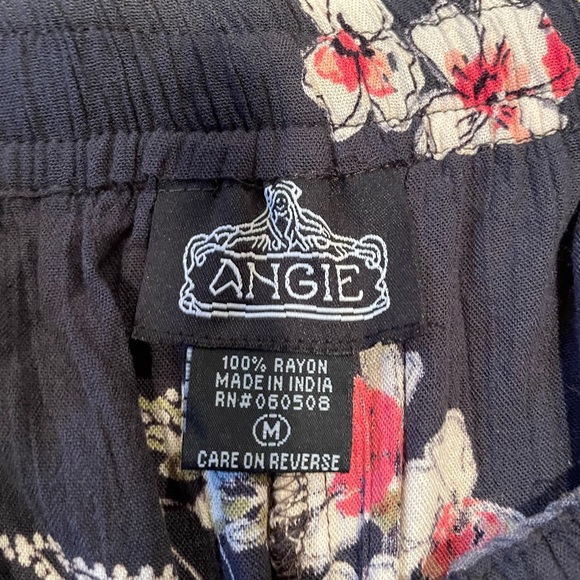 ANGIE
100% RAYON
MADE IN INDIA
RN#060508
M
CARE ON REVERSE